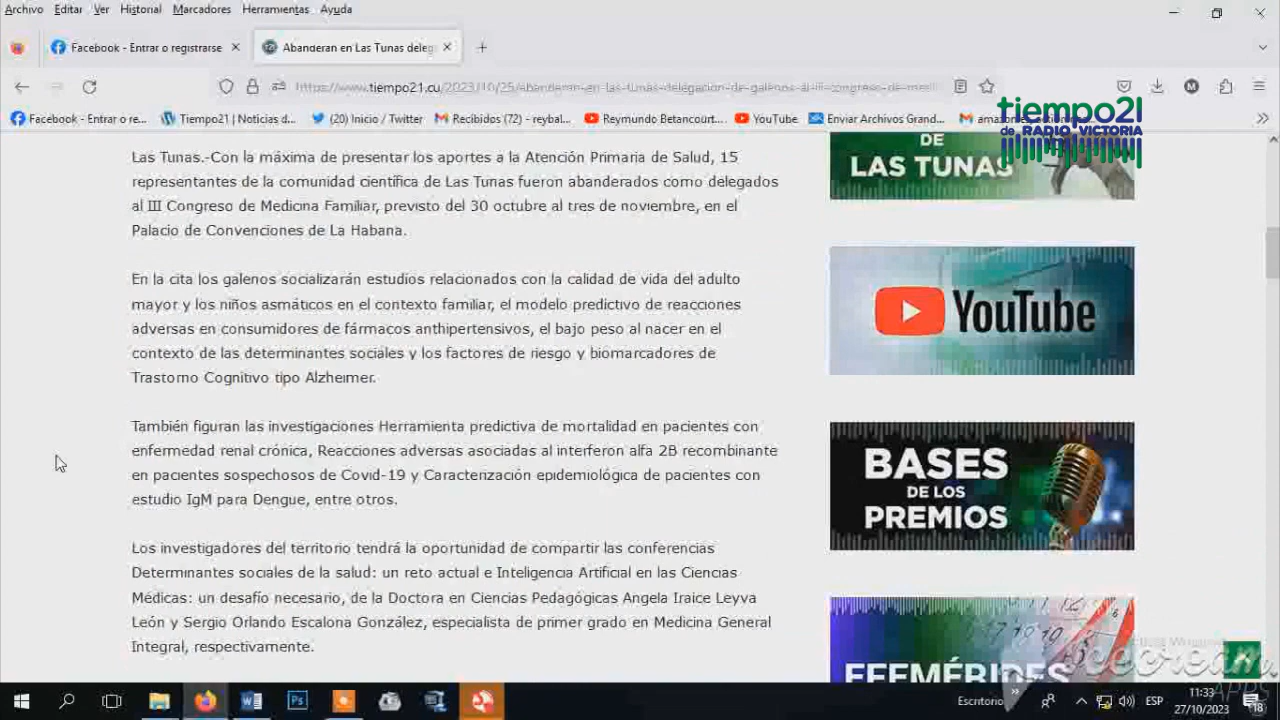 Archivo Editar Ver Historial Marcadores Herramientas Ayuda
Facebook - Entrar o registrarse
Abanderan en Las Tunas deleg
https://www.tiempo21.cu/2023/10/25/abanderan-en-las-tunas-delegacion-de-galenos-al-iii-congreso-de-medi
Facebook - Entrar o re...
Tiempo21 | Noticias d...
(20) Inicio / Twitter
Recibidos (72) - reybal...
Reymundo Betancourt...
YouTube
Enviar Archivos Grand...
tiempo21
de RADIO VICTORIA
Las Tunas.-Con la máxima de presentar los aportes a la Atención Primaria de Salud, 15
representantes de la comunidad científica de Las Tunas fueron abanderados como delegados
al III Congreso de Medicina Familiar, previsto del 30 octubre al tres de noviembre, en el
Palacio de Convenciones de La Habana.
En la cita los galenos socializarán estudios relacionados con la calidad de vida del adulto
mayor y los niños asmáticos en el contexto familiar, el modelo predictivo de reacciones
adversas en consumidores de fármacos anthipertensivos, el bajo peso al nacer en el
contexto de las determinantes sociales y los factores de riesgo y biomarcadores de
Trastorno Cognitivo tipo Alzheimer.
También figuran las investigaciones Herramienta predictiva de mortalidad en pacientes con
enfermedad renal crónica, Reacciones adversas asociadas al interferon alfa 2B recombinante
en pacientes sospechosos de Covid-19 y Caracterización epidemiológica de pacientes con
estudio IgM para Dengue, entre otros.
Los investigadores del territorio tendrá la oportunidad de compartir las conferencias
Determinantes sociales de la salud: un reto actual e Inteligencia Artificial en las Ciencias
Médicas: un desafío necesario, de la Doctora en Ciencias Pedagógicas Angela Iraice Leyva
León y Sergio Orlando Escalona González, especialista de primer grado en Medicina General
Integral, respectivamente.
DE
LAS TUNAS
YouTube
BASES
DE LOS
PREMIOS
EFEMÉRIDES
icecream
APPS
Escritorio
ESP
11:33
27/10/2023
18